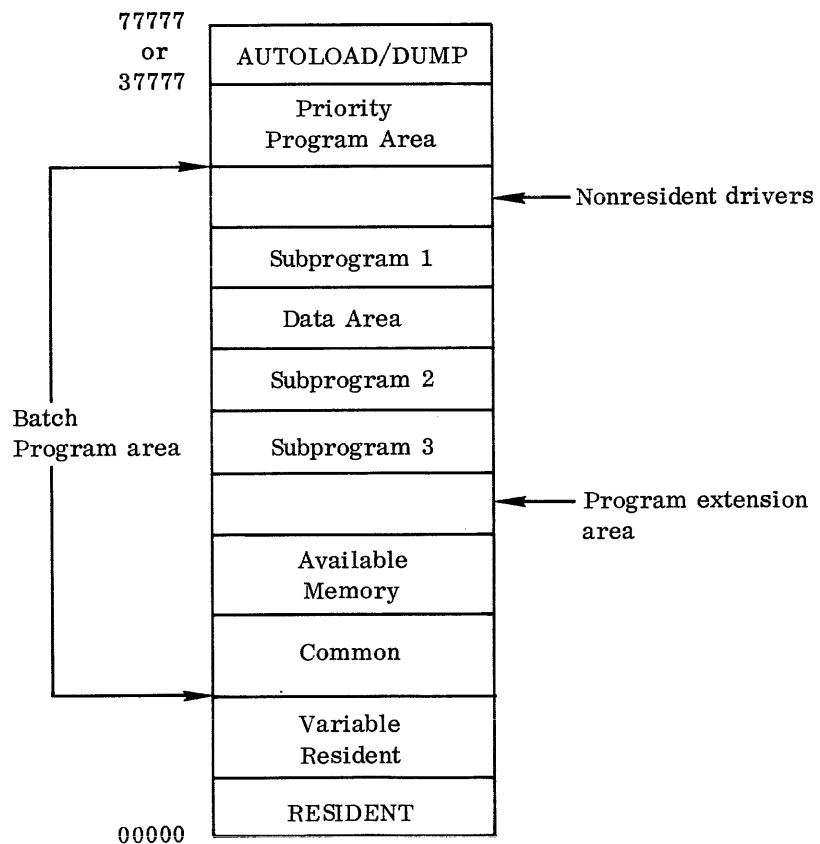 77777
or
37777
AUTOLOAD/DUMP
Priority
Program Area
Nonresident drivers
Subprogram 1
Data Area
Subprogram 2
Batch
Program area
Subprogram 3
Program extension
area
Available
Memory
Common
Variable
Resident
RESIDENT
00000